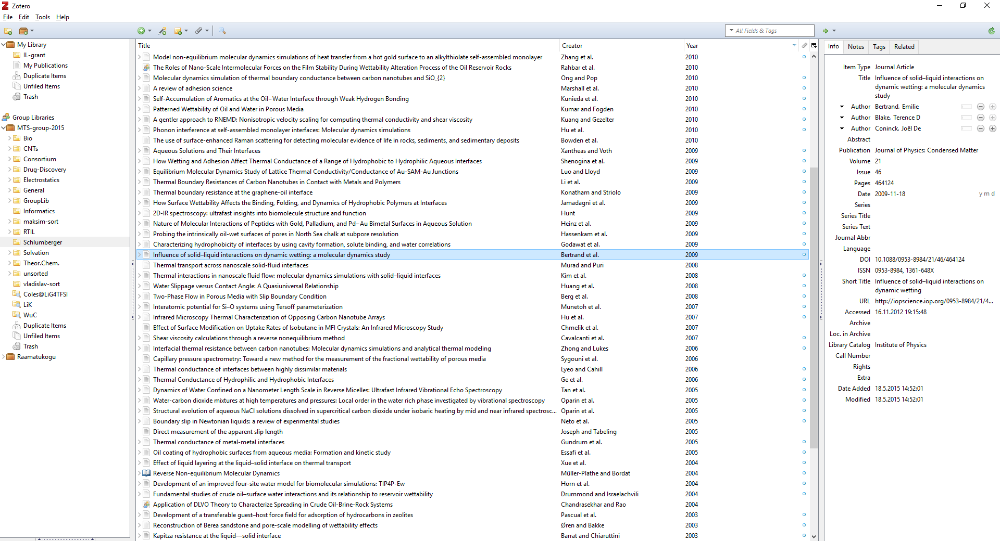 Zotero
File Edit Tools Help
All Fields & Tags
My Library
IL-grant
My Publications
Duplicate Items
Unfiled Items
Trash
Group Libraries
MTS-group-2015
Bio
CNTs
Consortium
Drug-Discovery
Electrostatics
General
GroupLib
Informatics
maksim-sort
RTIL
Schlumberger
Solvation
Theor.Chem.
unsorted
vladislav-sort
Coles@LiG4TFSI
LiK
WuC
Duplicate Items
Unfiled Items
Trash
Raamatukogu
Title Creator Year
Model non-equilibrium molecular dynamics simulations of heat transfer from a hot gold surface to an alkylthiolate self-assembled monolayer Zhang et al. 2010
The Roles of Nano-Scale Intermolecular Forces on the Film Stability During Wettability Alteration Process of the Oil Reservoir Rocks Rahbar et al. 2010
Molecular dynamics simulation of thermal boundary conductance between carbon nanotubes and SiO_{2} Ong and Pop 2010
A review of adhesion science Marshall et al. 2010
Self-Accumulation of Aromatics at the Oil−Water Interface through Weak Hydrogen Bonding Kunieda et al. 2010
Patterned Wettability of Oil and Water in Porous Media Kumar and Fogden 2010
A gentler approach to RNEMD: Nonisotropic velocity scaling for computing thermal conductivity and shear viscosity Kuang and Gezelter 2010
Phonon interference at self-assembled monolayer interfaces: Molecular dynamics simulations Hu et al. 2010
The use of surface-enhanced Raman scattering for detecting molecular evidence of life in rocks, sediments, and sedimentary deposits Bowden et al. 2010
Aqueous Solutions and Their Interfaces Xantheas and Voth 2009
How Wetting and Adhesion Affect Thermal Conductance of a Range of Hydrophobic to Hydrophilic Aqueous Interfaces Shenogina et al. 2009
Equilibrium Molecular Dynamics Study of Lattice Thermal Conductivity/Conductance of Au-SAM-Au Junctions Luo and Lloyd 2009
Thermal Boundary Resistances of Carbon Nanotubes in Contact with Metals and Polymers Li et al. 2009
Thermal boundary resistance at the graphene-oil interface Konatham and Striolo 2009
How Surface Wettability Affects the Binding, Folding, and Dynamics of Hydrophobic Polymers at Interfaces Jamadagni et al. 2009
2D-IR spectroscopy: ultrafast insights into biomolecule structure and function Hunt 2009
Nature of Molecular Interactions of Peptides with Gold, Palladium, and Pd−Au Bimetal Surfaces in Aqueous Solution Heinz et al. 2009
Probing the intrinsically oil-wet surfaces of pores in North Sea chalk at subpore resolution Hassenkam et al. 2009
Characterizing hydrophobicity of interfaces by using cavity formation, solute binding, and water correlations Godawat et al. 2009
Influence of solid–liquid interactions on dynamic wetting: a molecular dynamics study Bertrand et al. 2009
Thermal transport across nanoscale solid-fluid interfaces Murad and Puri 2008
Thermal interactions in nanoscale fluid flow: molecular dynamics simulations with solid–liquid interfaces Kim et al. 2008
Water Slippage versus Contact Angle: A Quasiuniversal Relationship Huang et al. 2008
Two-Phase Flow in Porous Media with Slip Boundary Condition Berg et al. 2008
Interatomic potential for Si–O systems using Tersoff parameterization Munetoh et al. 2007
Infrared Microscopy Thermal Characterization of Opposing Carbon Nanotube Arrays Hu et al. 2007
Effect of Surface Modification on Uptake Rates of Isobutane in MFI Crystals: An Infrared Microscopy Study Chmelik et al. 2007
Shear viscosity calculations through a reverse nonequilibrium method Cavalcanti et al. 2007
Interfacial thermal resistance between carbon nanotubes: Molecular dynamics simulations and analytical thermal modeling Zhong and Lukes 2006
Capillary pressure spectrometry: Toward a new method for the measurement of the fractional wettability of porous media Sygouni et al. 2006
Thermal conductance of interfaces between highly dissimilar materials Lyeo and Cahill 2006
Thermal Conductance of Hydrophilic and Hydrophobic Interfaces Ge et al. 2006
Dynamics of Water Confined on a Nanometer Length Scale in Reverse Micelles: Ultrafast Infrared Vibrational Echo Spectroscopy Tan et al. 2005
Water-carbon dioxide mixtures at high temperatures and pressures: Local order in the water rich phase investigated by vibrational spectroscopy Oparin et al. 2005
Structural evolution of aqueous NaCl solutions dissolved in supercritical carbon dioxide under isobaric heating by mid and near infrared spectrosc... Oparin et al. 2005
Boundary slip in Newtonian liquids: a review of experimental studies Neto et al. 2005
Direct measurement of the apparent slip length Joseph and Tabeling 2005
Thermal conductance of metal-metal interfaces Gundrum et al. 2005
Oil coating of hydrophobic surfaces from aqueous media: Formation and kinetic study Essafi et al. 2005
Effect of liquid layering at the liquid–solid interface on thermal transport Xue et al. 2004
Reverse Non-equilibrium Molecular Dynamics Müller-Plathe and Bordat 2004
Development of an improved four-site water model for biomolecular simulations: TIP4P-Ew Horn et al. 2004
Fundamental studies of crude oil–surface water interactions and its relationship to reservoir wettability Drummond and Israelachvili 2004
Application of DLVO Theory to Characterize Spreading in Crude Oil-Brine-Rock Systems Chandrasekhar and Rao 2004
Development of a transferable guest–host force field for adsorption of hydrocarbons in zeolites Pascual et al. 2003
Reconstruction of Berea sandstone and pore-scale modelling of wettability effects Øren and Bakke 2003
Kapitza resistance at the liquid—solid interface Barrat and Chiaruttini 2003
Info Notes Tags Related
Item Type Journal Article
Title Influence of solid–liquid interactions on
dynamic wetting: a molecular dynamics
study
Author Bertrand, Emilie
Author Blake, Terence D
Author Coninck, Joël De
Abstract
Publication Journal of Physics: Condensed Matter
Volume 21
Issue 46
Pages 464124
Date 2009-11-18 y m d
Series
Series Title
Series Text
Journal Abbr
Language
DOI 10.1088/0953-8984/21/46/464124
ISSN 0953-8984, 1361-648X
Short Title Influence of solid–liquid interactions on
dynamic wetting
URL http://iopscience.iop.org/0953-8984/21/4...
Accessed 16.11.2012 19:15:48
Archive
Loc. in Archive
Library Catalog Institute of Physics
Call Number
Rights
Extra
Date Added 18.5.2015 14:52:01
Modified 18.5.2015 14:52:01